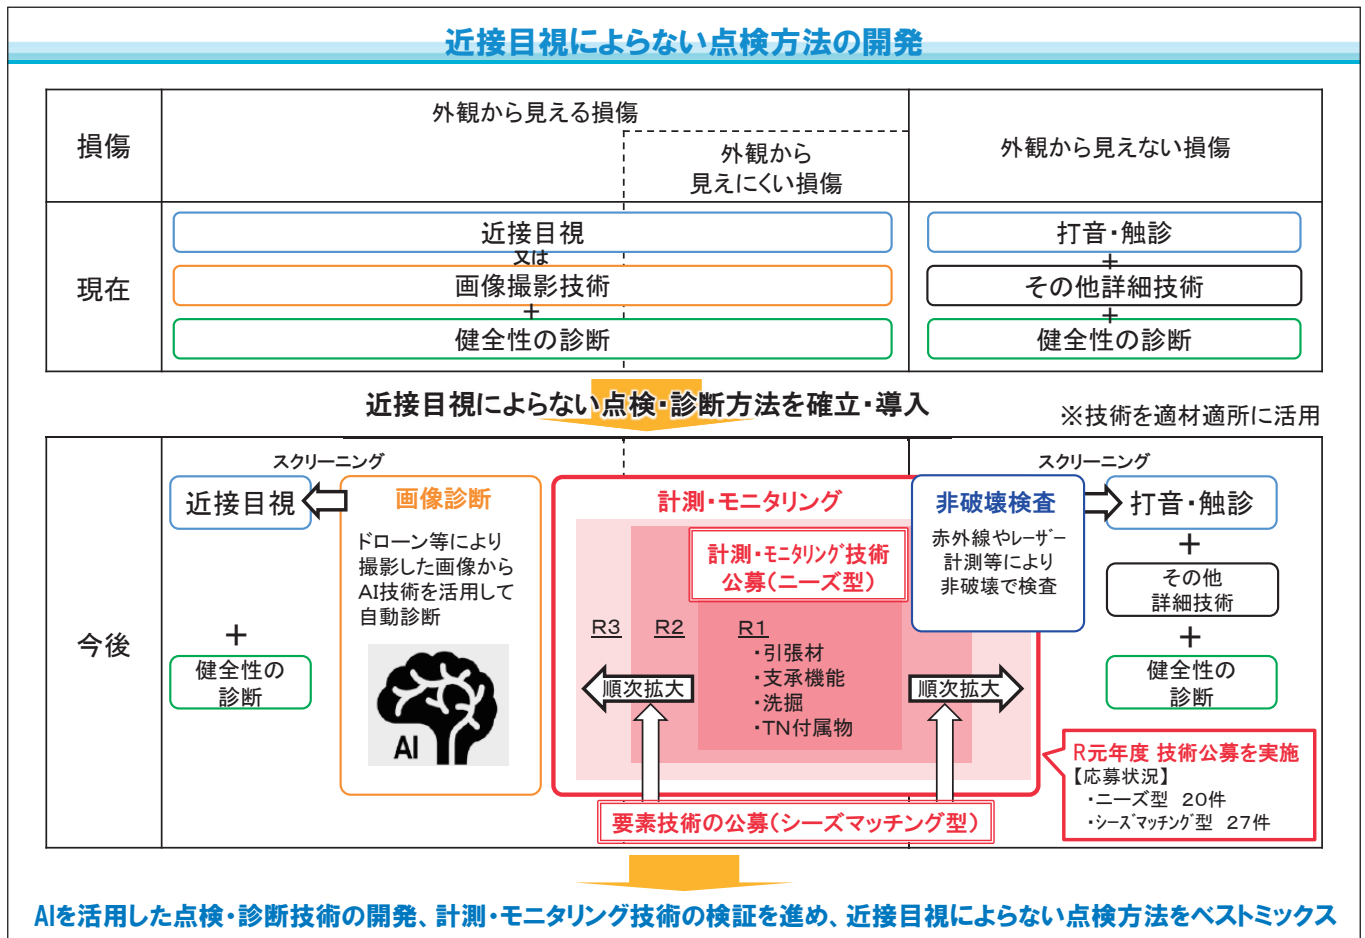 近接目視によらない点検方法の開発
損傷
外観から見える損傷
外観から
見えにくい損傷
外観から見えない損傷
現在
近接目視
又は
画像撮影技術
+
健全性の診断
打音・触診
+
その他詳細技術
+
健全性の診断
近接目視によらない点検・診断方法を確立・導入
※技術を適材適所に活用
今後
スクリーニング
近接目視
+
健全性の
診断
画像診断
ドローン等により
撮影した画像から
AI技術を活用して
自動診断
AI
計測・モニタリング
計測・モニタリング技術
公募(ニーズ型)
R3
R2
R1
・引張材
・支承機能
・洗掘
・TN付属物
順次拡大
順次拡大
要素技術の公募(シーズマッチング型)
非破壊検査
赤外線やレーザー
計測等により
非破壊で検査
スクリーニング
打音・触診
+
その他
詳細技術
+
健全性の
診断
R元年度 技術公募を実施
【応募状況】
・ニーズ型 20件
・シーズマッチング型 27件
AIを活用した点検・診断技術の開発、計測・モニタリング技術の検証を進め、近接目視によらない点検方法をベストミックス